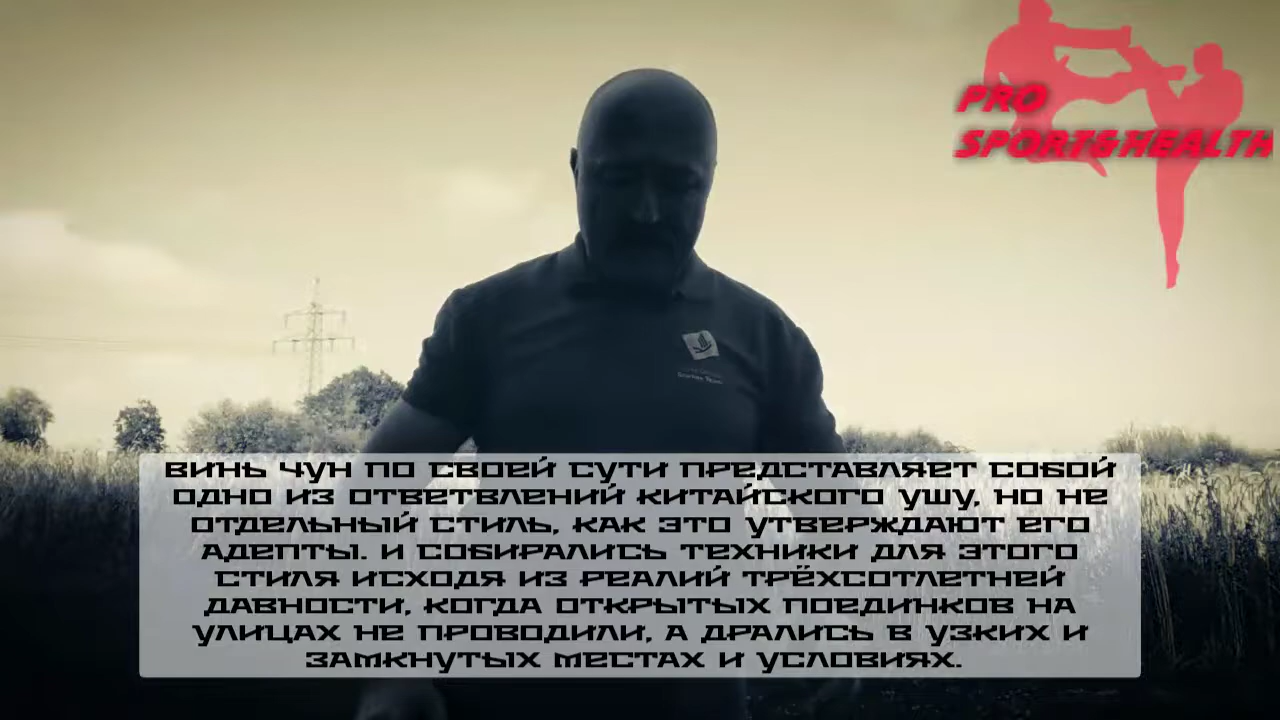 PRO
SPORT&HEALTH
ВИНЬ ЧУН ПО СВОЕЙ СУТИ ПРЕДСТАВЛЯЕТ СОБОЙ
ОДНО ИЗ ОТВЕТВЛЕНИЙ КИТАЙСКОГО УШУ, НО НЕ
ОТДЕЛЬНЫЙ СТИЛЬ, КАК ЭТО УТВЕРЖДАЮТ ЕГО
АДЕПТЫ. И СОБИРАЛИСЬ ТЕХНИКИ ДЛЯ ЭТОГО
СТИЛЯ ИСХОДЯ ИЗ РЕАЛИЙ ТРЁХСОТЛЕТНЕЙ
ДАВНОСТИ, КОГДА ОТКРЫТЫХ ПОЕДИНКОВ НА
УЛИЦАХ НЕ ПРОВОДИЛИ, А ДРАЛИСЬ В УЗКИХ И
ЗАМКНУТЫХ МЕСТАХ И УСЛОВИЯХ.